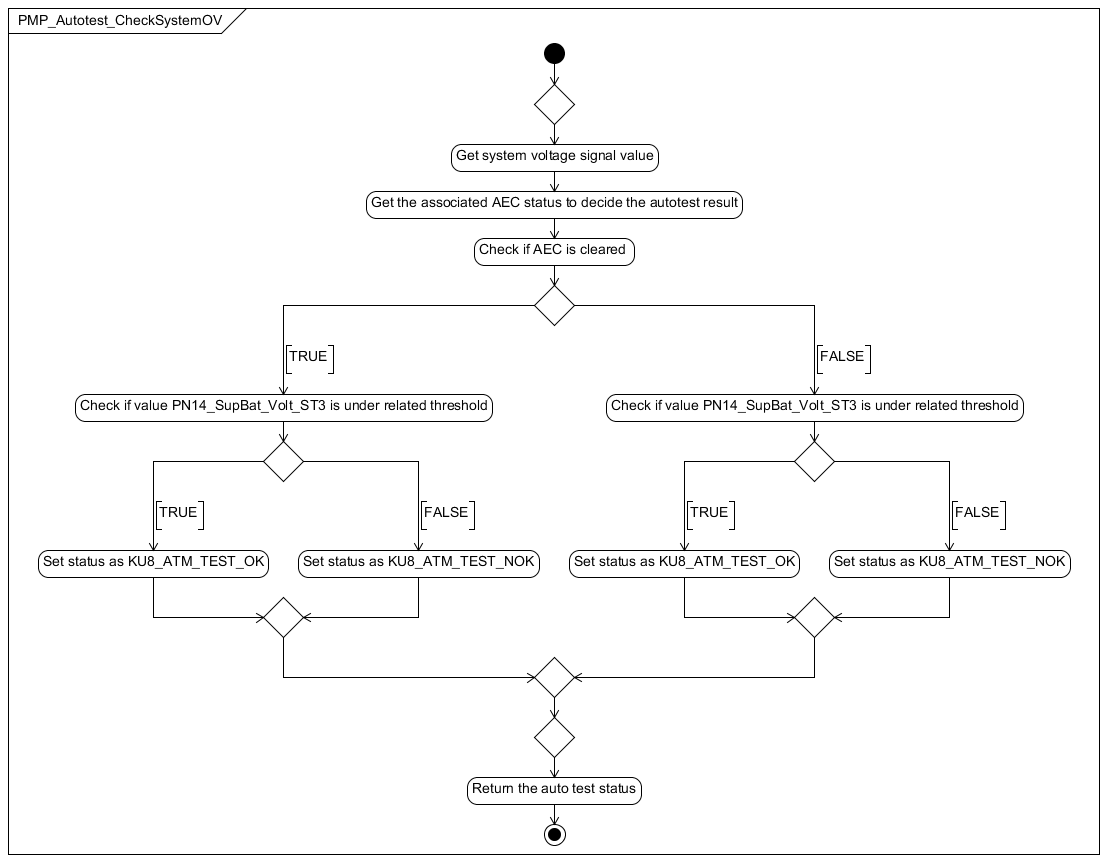 PMP_Autotest_CheckSystemOV
Get system voltage signal value
Get the associated AEC status to decide the autotest result
Check if AEC is cleared
[TRUE]
[FALSE]
Check if value PN14_SupBat_Volt_ST3 is under related threshold
Check if value PN14_SupBat_Volt_ST3 is under related threshold
[TRUE]
[FALSE]
[TRUE]
[FALSE]
Set status as KU8_ATM_TEST_OK
Set status as KU8_ATM_TEST_NOK
Set status as KU8_ATM_TEST_OK
Set status as KU8_ATM_TEST_NOK
Return the auto test status